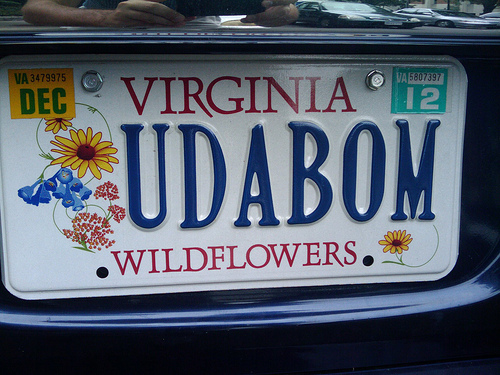 VA 3479975
DEC
VIRGINIA
VA 5807397
12
UDABOM
WILDFLOWERS